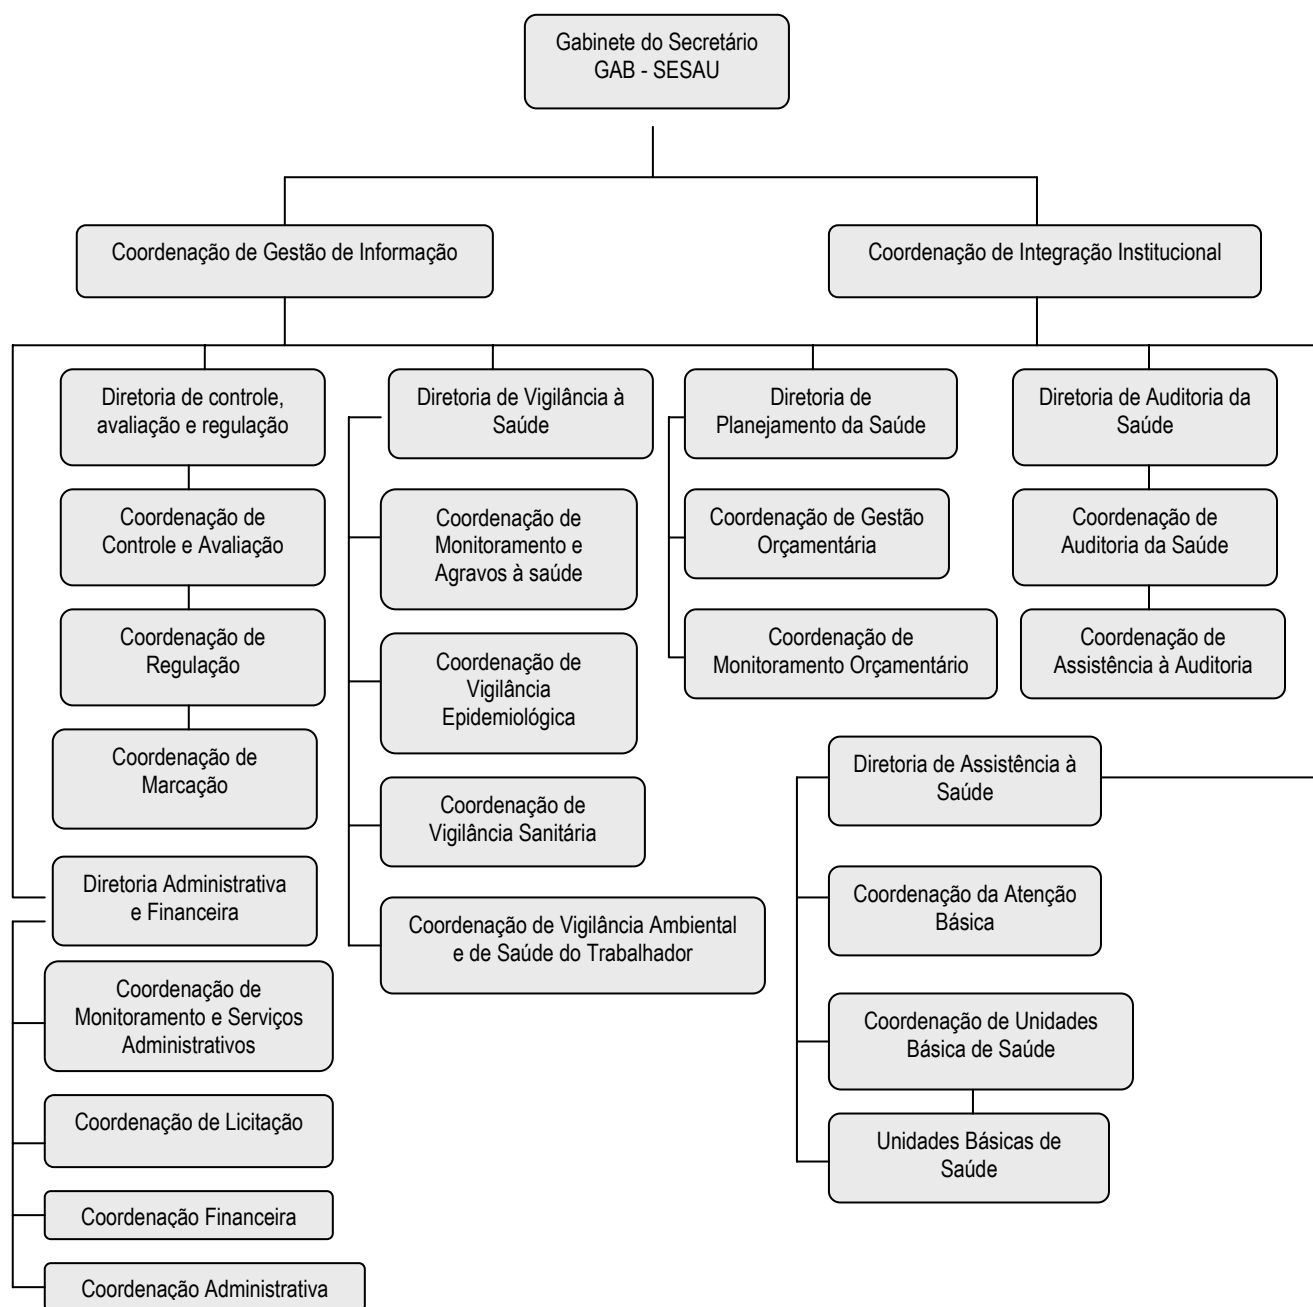 Gabinete do Secretário
GAB - SESAU
Coordenação de Gestão de Informação
Coordenação de Integração Institucional
Diretoria de controle,
avaliação e regulação
Coordenação de
Controle e Avaliação
Coordenação de
Regulação
Coordenação de
Marcação
Diretoria Administrativa
e Financeira
Coordenação de
Monitoramento e Serviços
Administrativos
Coordenação de Licitação
Coordenação Financeira
Coordenação Administrativa
Diretoria de Vigilância à
Saúde
Coordenação de
Monitoramento e
Agravos à saúde
Coordenação de
Vigilância
Epidemiológica
Coordenação de
Vigilância Sanitária
Coordenação de Vigilância Ambiental
e de Saúde do Trabalhador
Diretoria de
Planejamento da Saúde
Coordenação de Gestão
Orçamentária
Coordenação de
Monitoramento Orçamentário
Diretoria de Auditoria da
Saúde
Coordenação de
Auditoria da Saúde
Coordenação de
Assistência à Auditoria
Diretoria de Assistência à
Saúde
Coordenação da Atenção
Básica
Coordenação de Unidades
Básica de Saúde
Unidades Básicas de
Saúde